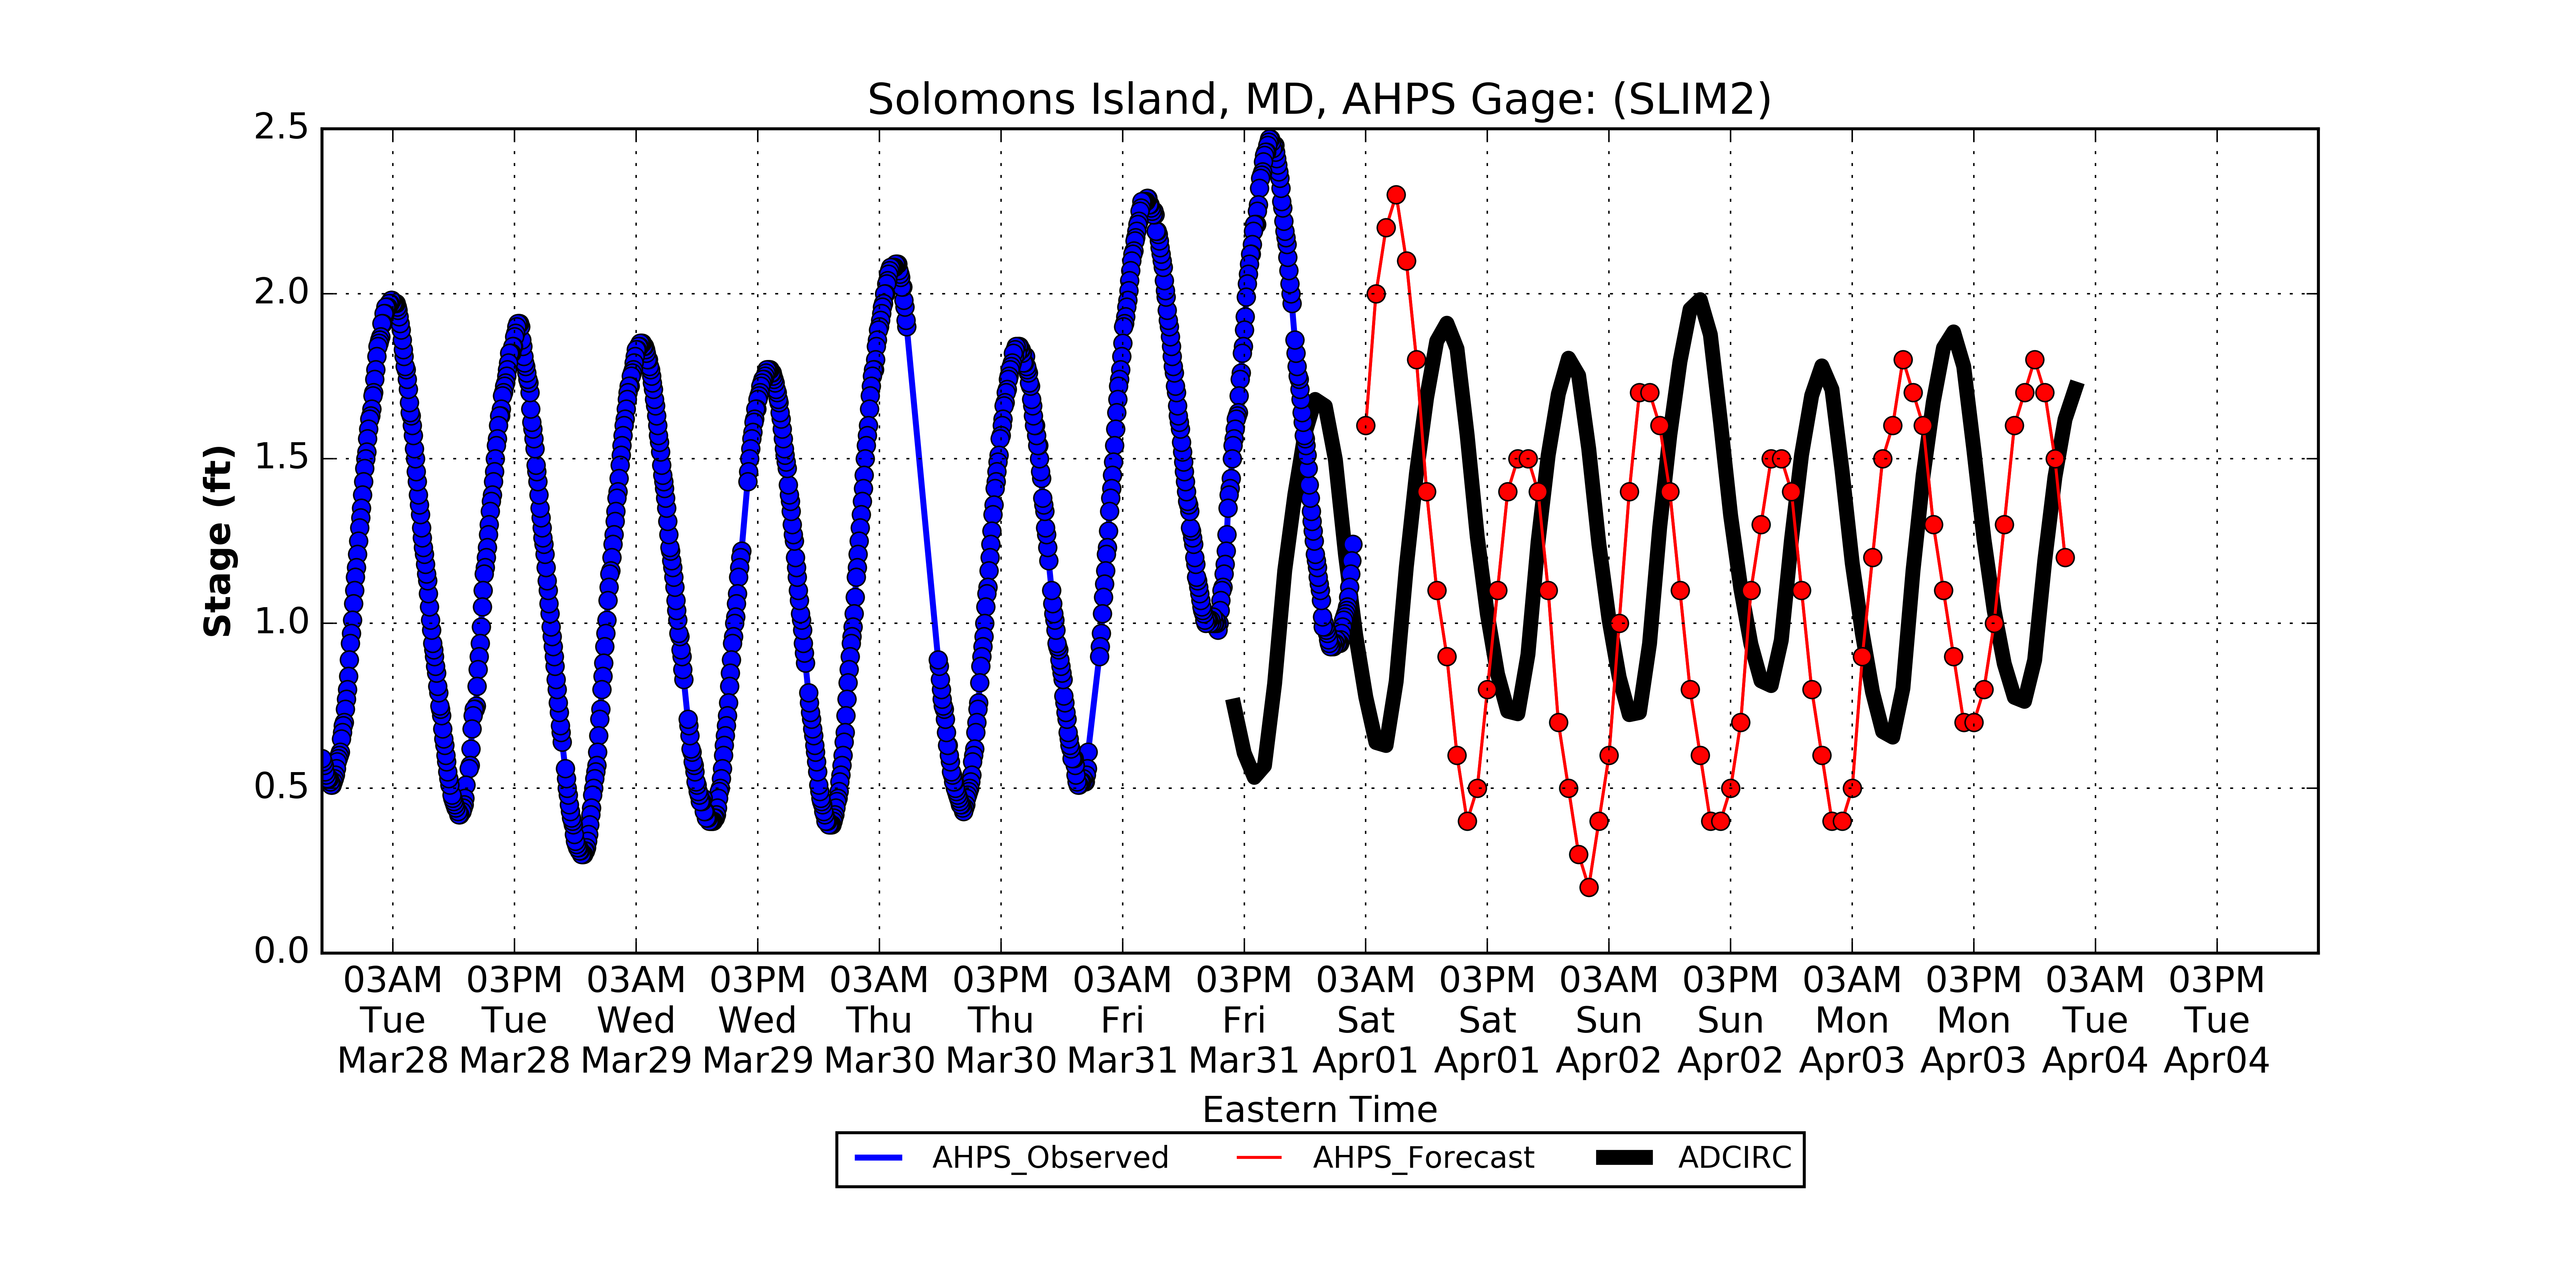 Solomons Island, MD, AHPS Gage: (SLIM2)
2.5
2.0
1.5
1.0
0.5
0.0
Stage (ft)
03AM 03PM 03AM 03PM 03AM 03PM 03AM 03PM 03AM 03PM 03AM 03PM 03AM 03PM 03AM 03PM
Tue Tue Wed Wed Thu Thu Fri Fri Sat Sat Sun Sun Mon Mon Tue Tue
Mar28 Mar28 Mar29 Mar29 Mar30 Mar30 Mar31 Mar31 Apr01 Apr01 Apr02 Apr02 Apr03 Apr03 Apr04 Apr04
Eastern Time
AHPS_Observed AHPS_Forecast ADCIRC